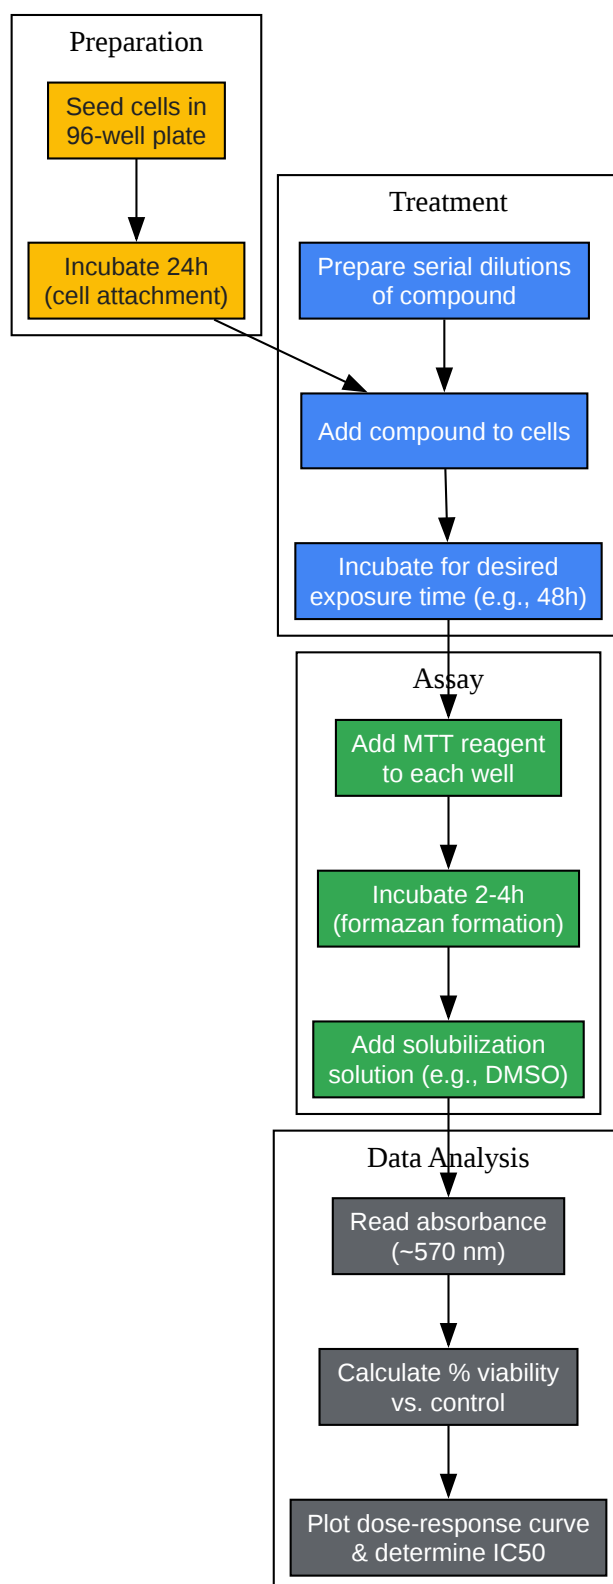 Preparation
Seed cells in
96-well plate
Incubate 24h
(cell attachment)
Treatment
Prepare serial dilutions
of compound
Add compound to cells
Incubate for desired
exposure time (e.g., 48h)
Assay
Add MTT reagent
to each well
Incubate 2-4h
(formazan formation)
Add solubilization
solution (e.g., DMSO)
Data Analysis
Read absorbance
(~570 nm)
Calculate % viability
vs. control
Plot dose-response curve
& determine IC50